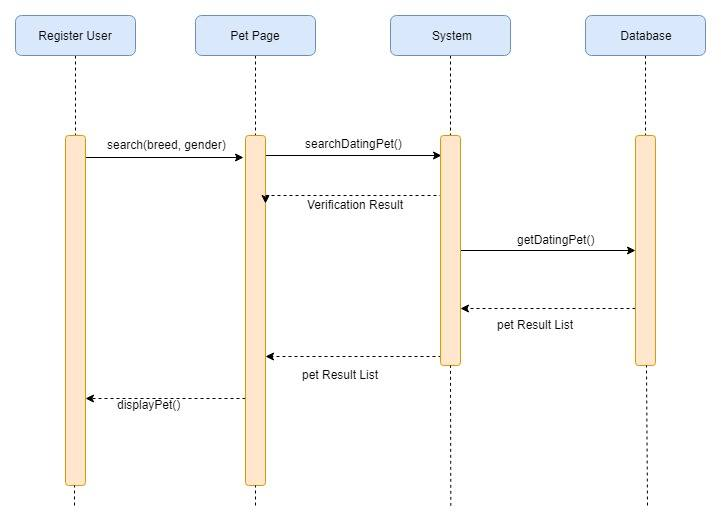 Register User
Pet Page
System
Database
search(breed, gender)
searchDatingPet()
Verification Result
getDatingPet()
pet Result List
pet Result List
displayPet()